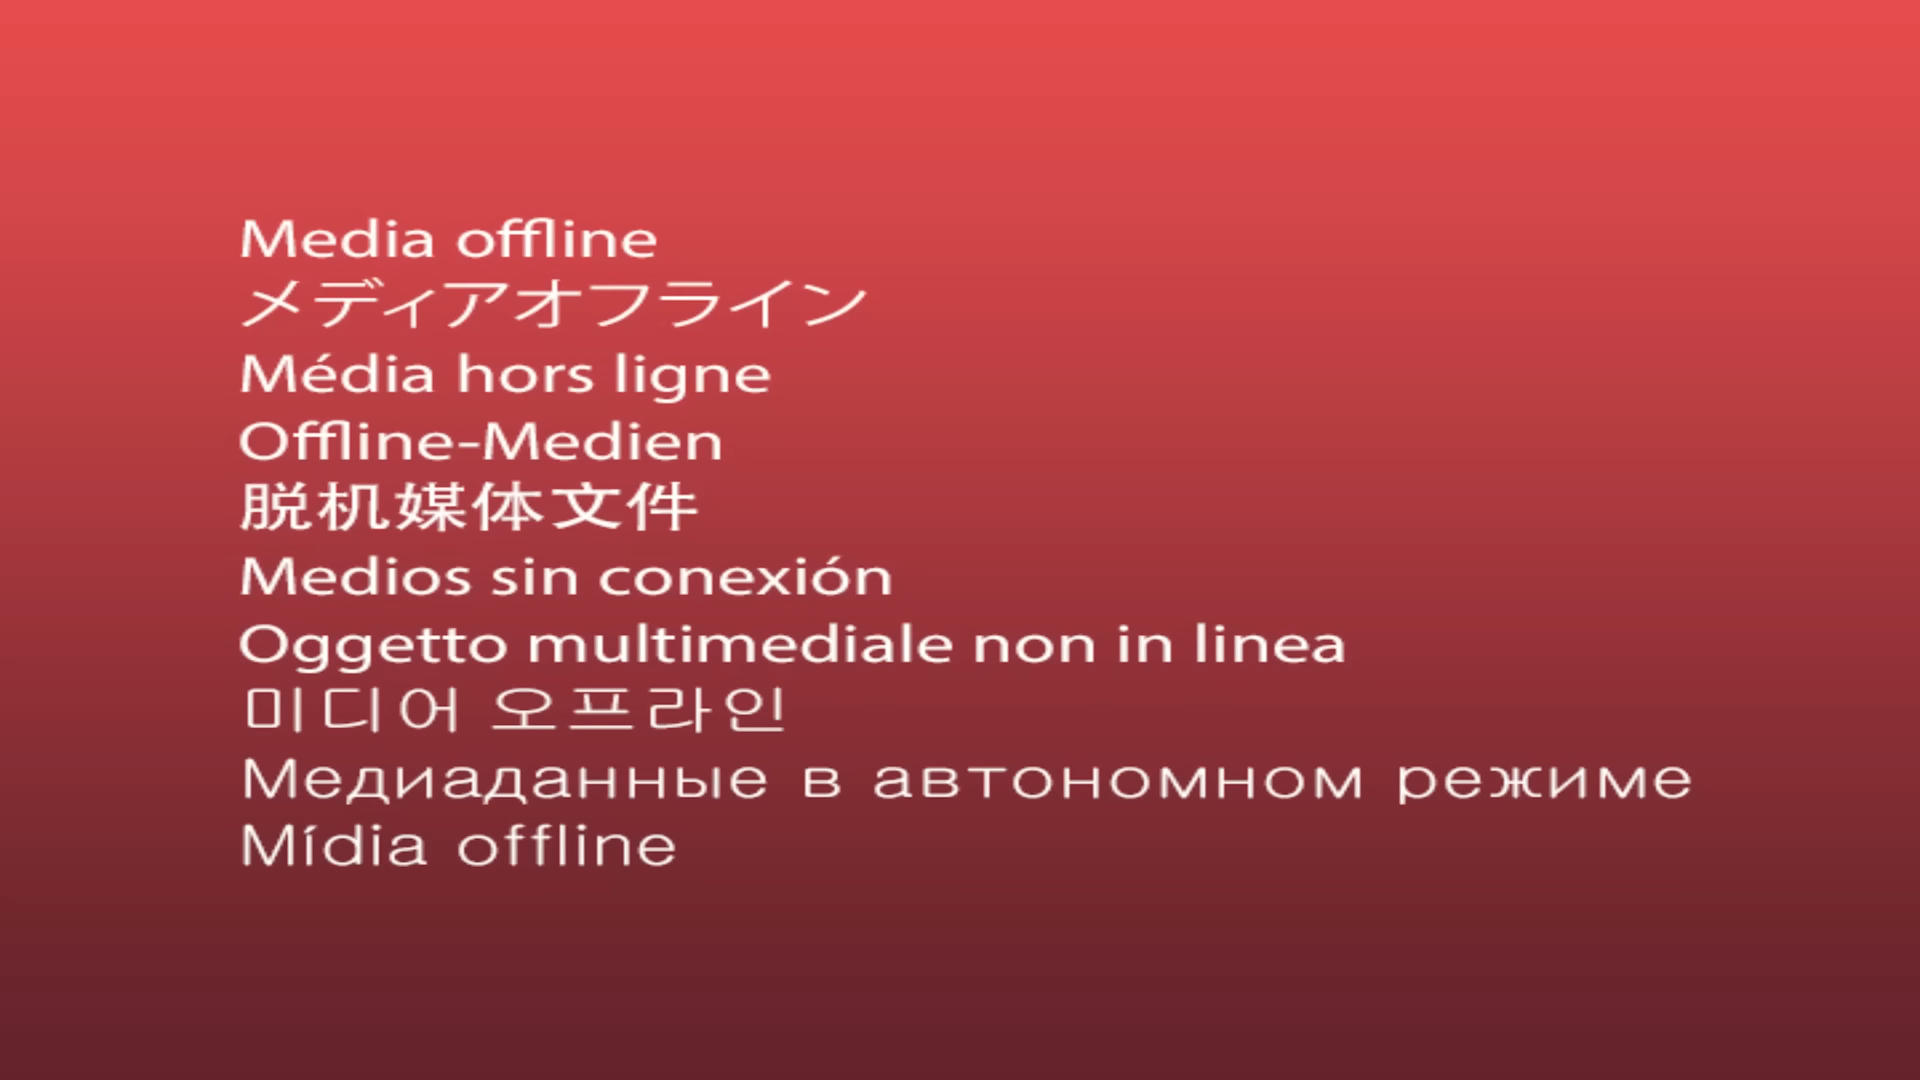 Media offline
メディアオフライン
Média hors ligne
Offline-Medien
脱机媒体文件
Medios sin conexión
Oggetto multimediale non in linea
미디어 오프라인
Медиаданные в автономном режиме
Mídia offline